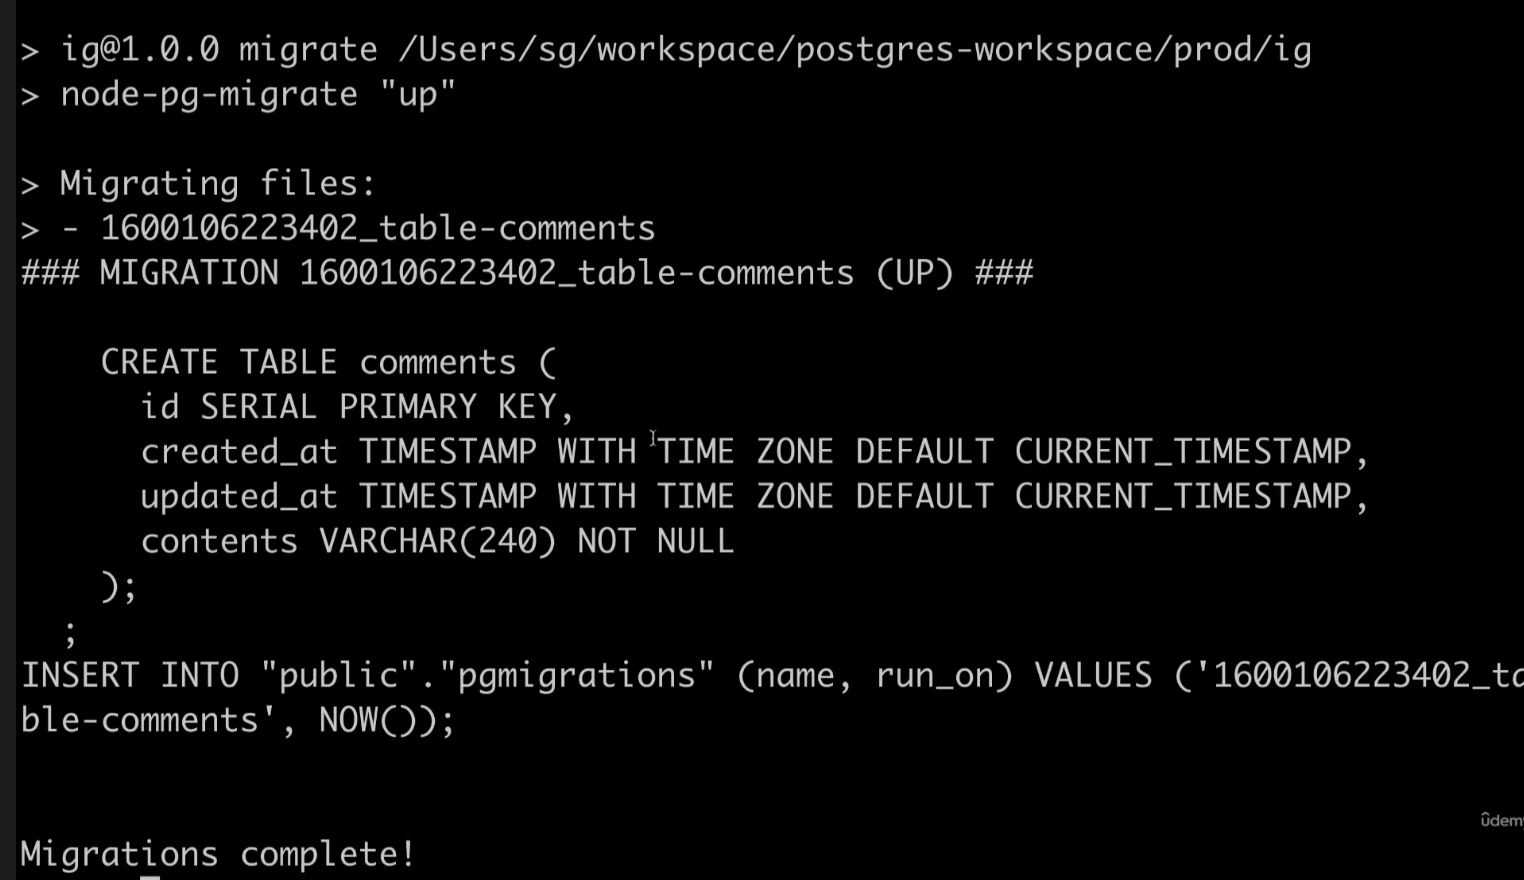 > ig@1.0.0 migrate /Users/sg/workspace/postgres-workspace/prod/ig
> node-pg-migrate "up"
> Migrating files:
> - 1600106223402_table-comments
### MIGRATION 1600106223402_table-comments (UP) ###
CREATE TABLE comments (
id SERIAL PRIMARY KEY,
created_at TIMESTAMP WITH TIME ZONE DEFAULT CURRENT_TIMESTAMP,
updated_at TIMESTAMP WITH TIME ZONE DEFAULT CURRENT_TIMESTAMP,
contents VARCHAR(240) NOT NULL
);
;
INSERT INTO "public"."pgmigrations" (name, run_on) VALUES ('1600106223402_ta
ble-comments', NOW());
ûdemy
Migrations complete!